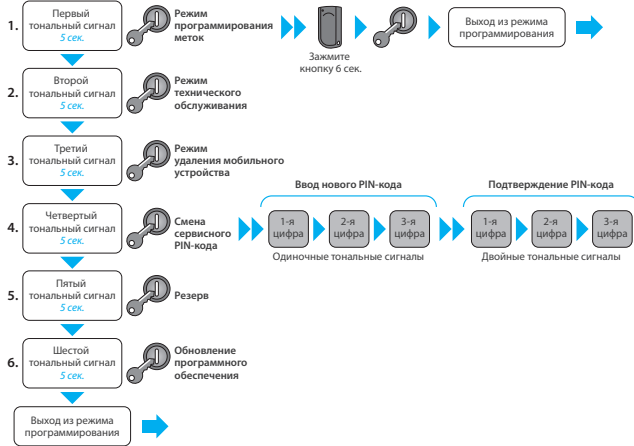 1.
Первый
тональный сигнал
5 сек.
Режим
программирования
меток
Зажмите
кнопку 6 сек.
Выход из режима
программирования
2.
Второй
тональный сигнал
5 сек.
Режим
технического
обслуживания
3.
Третий
тональный сигнал
5 сек.
Режим
удаления мобильного
устройства
4.
Четвертый
тональный сигнал
5 сек.
Смена
сервисного
PIN-кода
Ввод нового PIN-кода
1-я
цифра
2-я
цифра
3-я
цифра
Одиночные тональные сигналы
Подтверждение PIN-кода
1-я
цифра
2-я
цифра
3-я
цифра
Двойные тональные сигналы
5.
Пятый
тональный сигнал
5 сек.
Резерв
6.
Шестой
тональный сигнал
5 сек.
Обновление
программного
обеспечения
Выход из режима
программирования